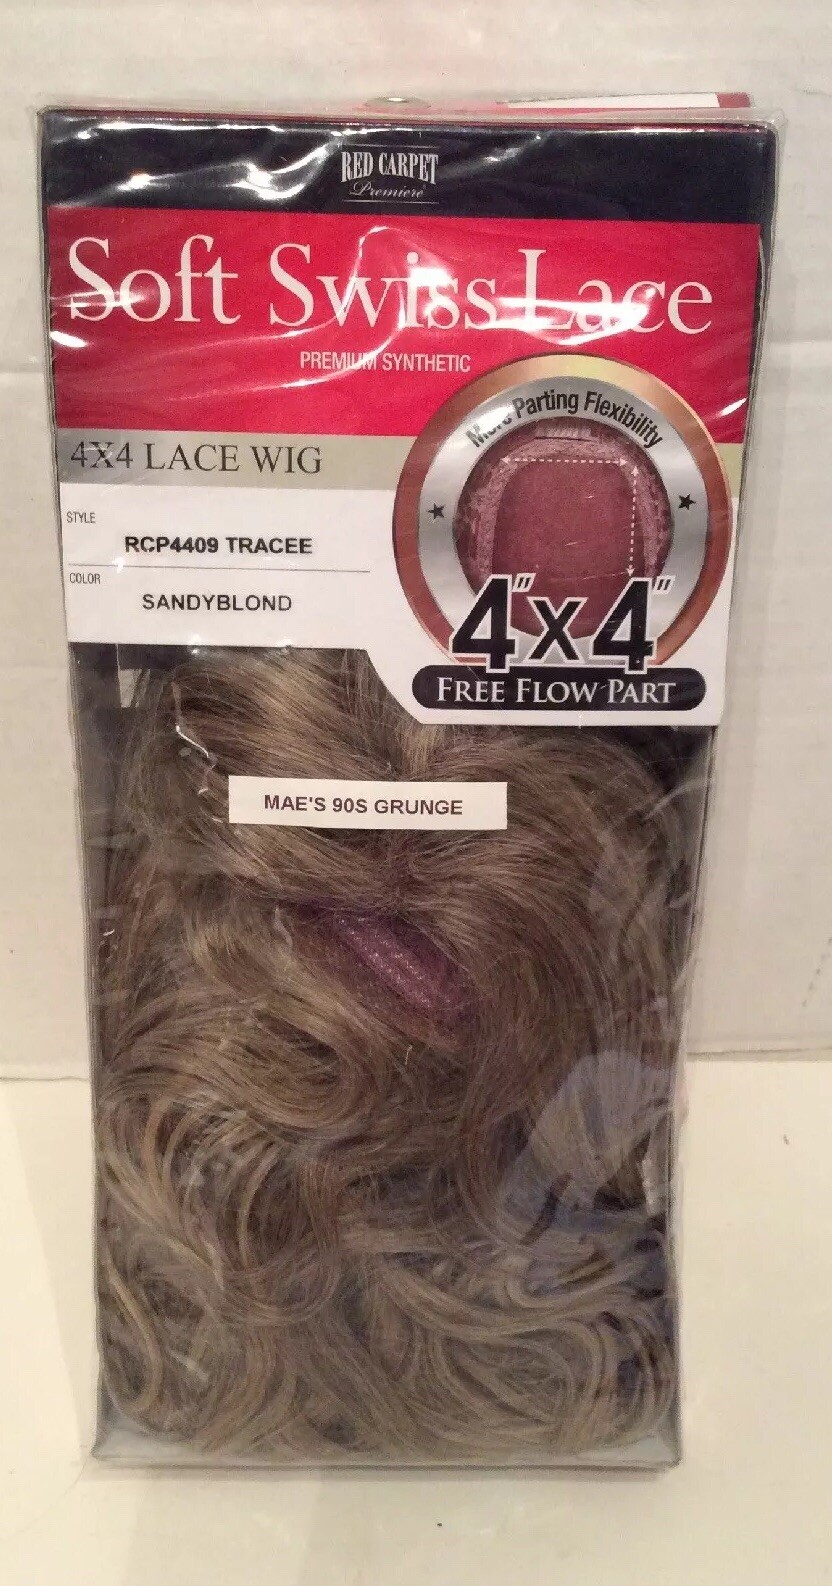 RED CARPET
Premiere
Soft Swiss Lace
PREMIUM SYNTHETIC
4X4 LACE WIG
More Parting Flexibility
STYLE
RCP4409 TRACEE
COLOR
SANDYBLOND
4"x4"
FREE FLOW PART
MAE'S 90S GRUNGE